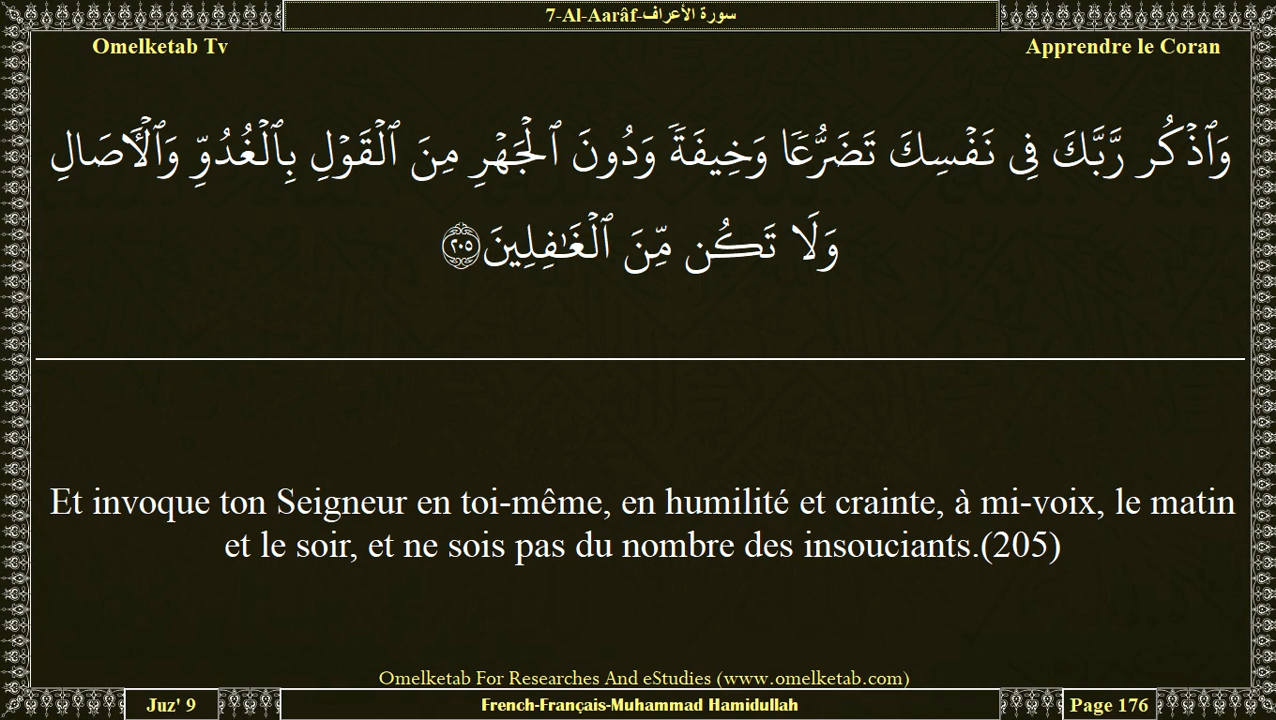 7-Al-Aarâf-سورة الأعراف
Omelketab Tv
Apprendre le Coran
وَٱذۡكُر رَّبَّكَ فِي نَفۡسِكَ تَضَرُّعٗا وَخِيفَةٗ وَدُونَ ٱلۡجَهۡرِ مِنَ ٱلۡقَوۡلِ بِٱلۡغُدُوِّ وَٱلۡأٓصَالِ
وَلَا تَكُن مِّنَ ٱلۡغَٰفِلِينَ ٢٠٥
Et invoque ton Seigneur en toi-même, en humilité et crainte, à mi-voix, le matin
et le soir, et ne sois pas du nombre des insouciants.(205)
Omelketab For Researches And eStudies (www.omelketab.com)
Juz' 9
French-Français-Muhammad Hamidullah
Page 176